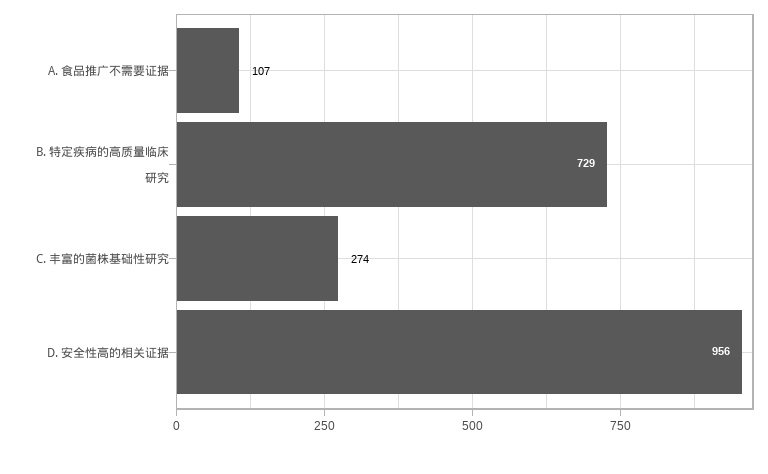 A. 食品推广不需要证据
107
B. 特定疾病的高质量临床
研究
729
C. 丰富的菌株基础性研究
274
D. 安全性高的相关证据
956
0 250 500 750